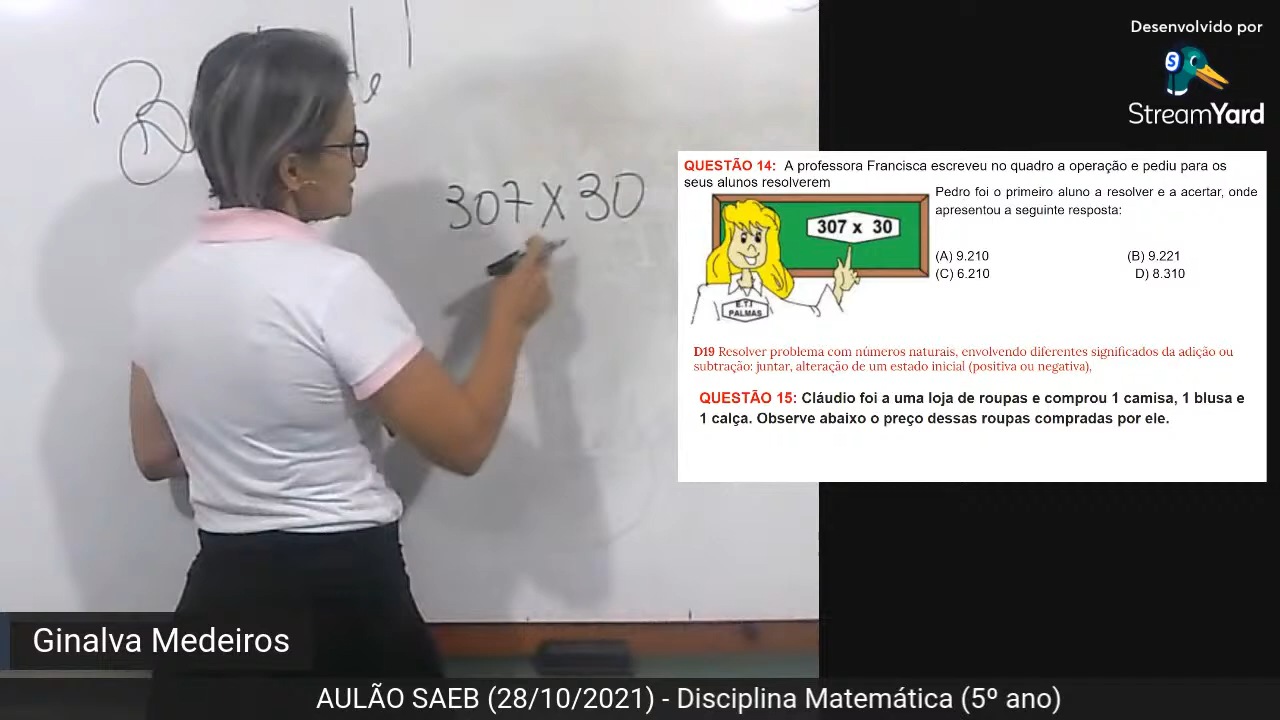 Desenvolvido por
StreamYard
307 X 30
QUESTÃO 14: A professora Francisca escreveu no quadro a operação e pediu para os
seus alunos resolverem
Pedro foi o primeiro aluno a resolver e a acertar, onde
apresentou a seguinte resposta:
307 x 30
E.T.I
PALMAS
(A) 9.210 (B) 9.221
(C) 6.210 D) 8.310
D19 Resolver problema com números naturais, envolvendo diferentes significados da adição ou
subtração: juntar, alteração de um estado inicial (positiva ou negativa),
QUESTÃO 15: Cláudio foi a uma loja de roupas e comprou 1 camisa, 1 blusa e
1 calça. Observe abaixo o preço dessas roupas compradas por ele.
Ginalva Medeiros
AULÃO SAEB (28/10/2021) - Disciplina Matemática (5º ano)